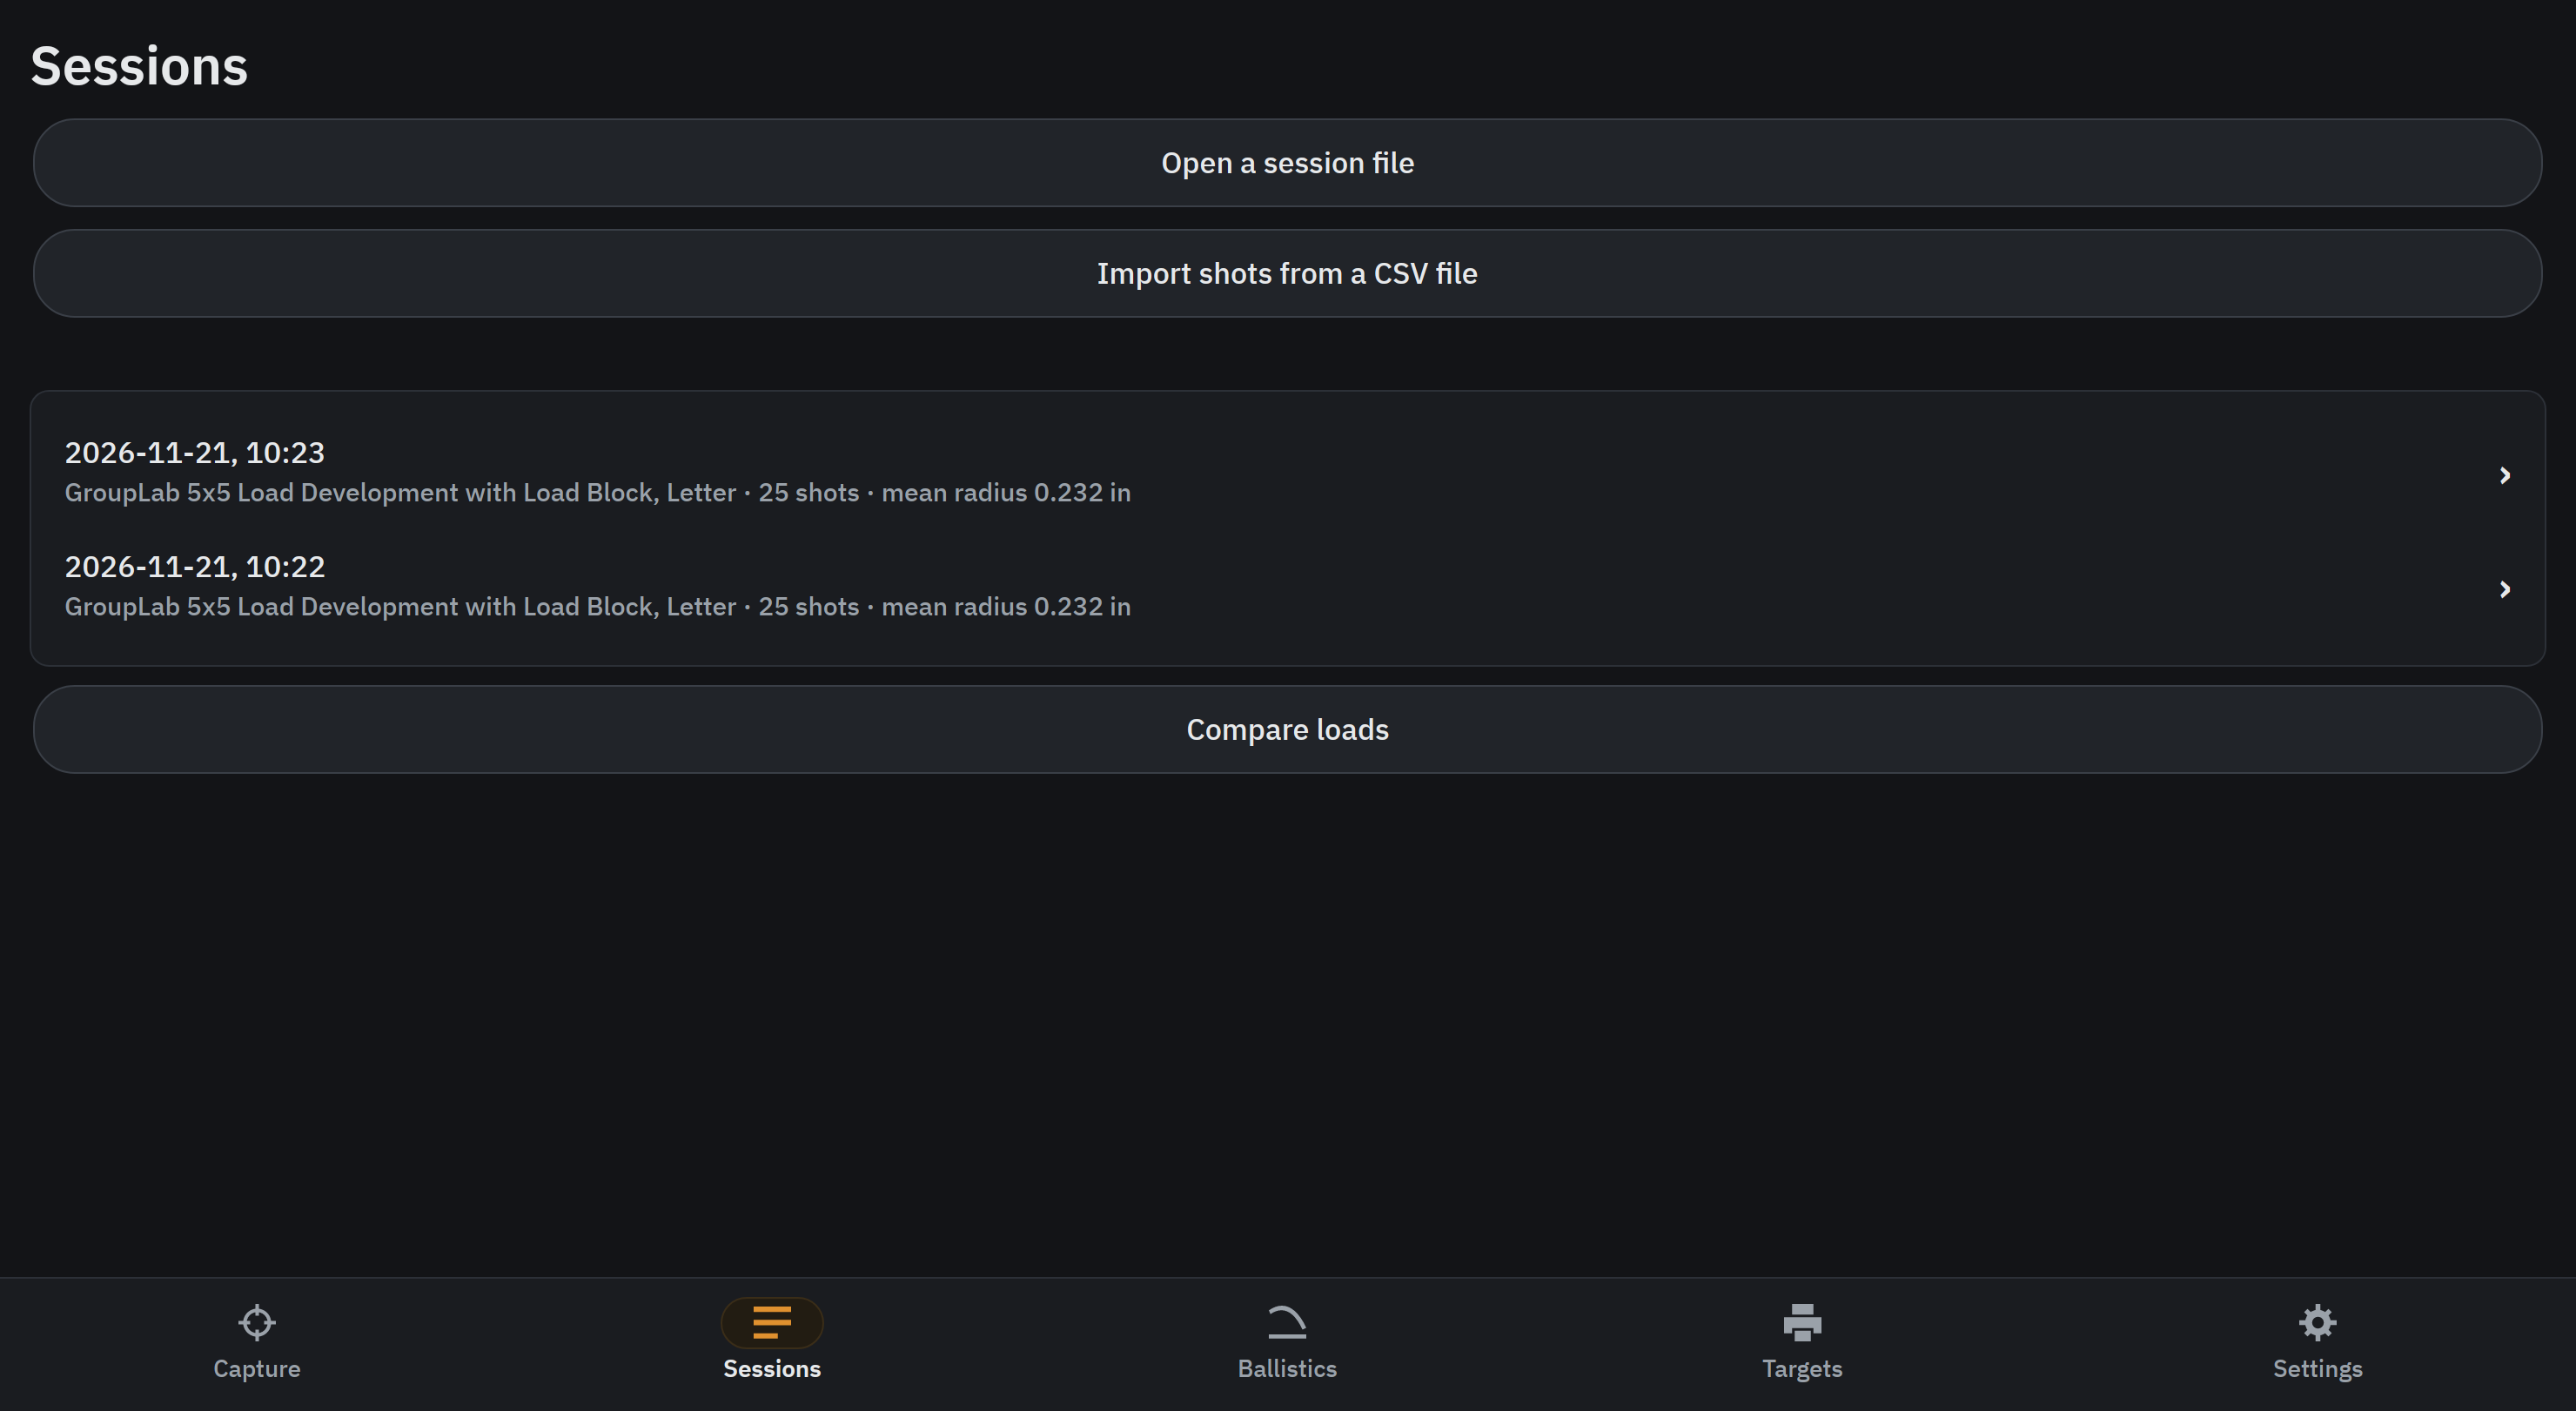 Sessions
Open a session file
Import shots from a CSV file
2026-11-21, 10:23
GroupLab 5x5 Load Development with Load Block, Letter · 25 shots · mean radius 0.232 in
2026-11-21, 10:22
GroupLab 5x5 Load Development with Load Block, Letter · 25 shots · mean radius 0.232 in
Compare loads
Capture
Sessions
Ballistics
Targets
Settings